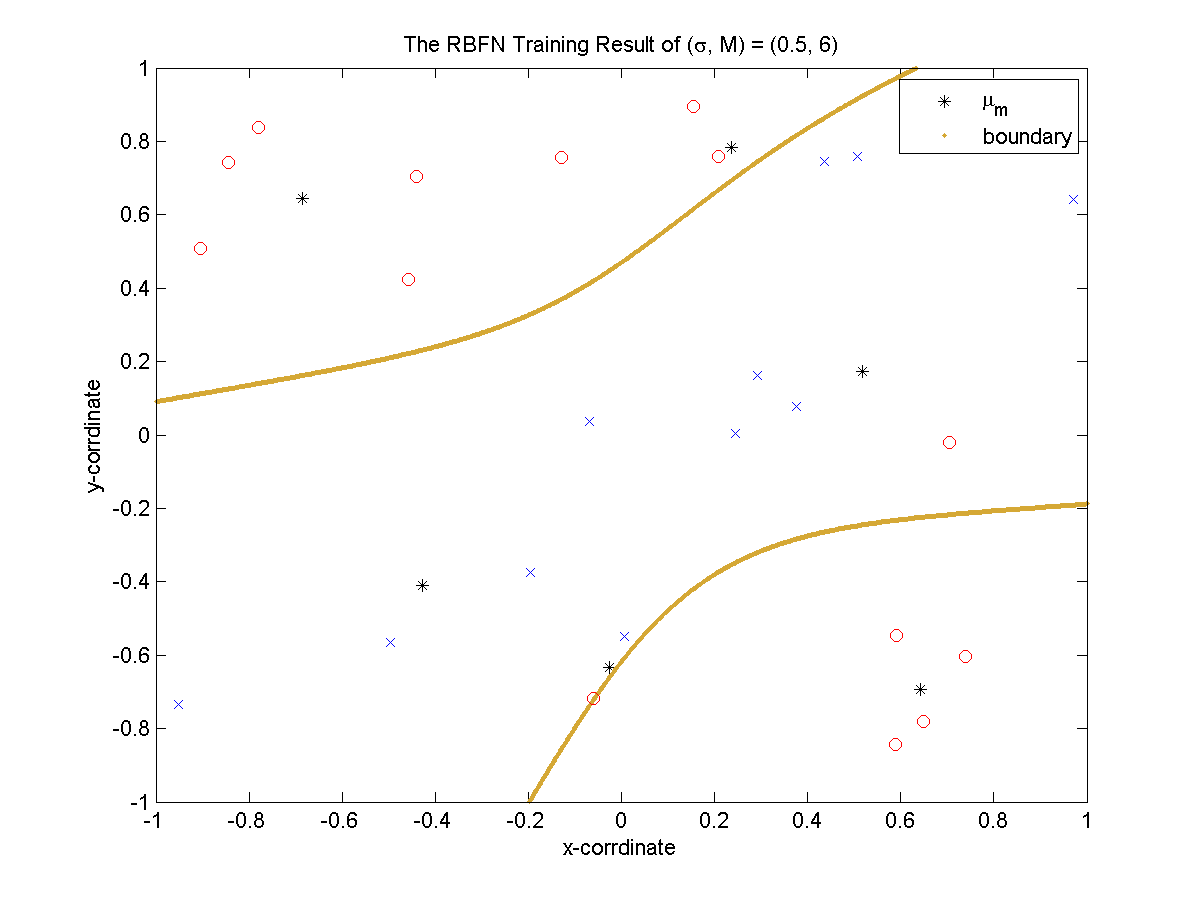 The RBFN Training Result of (σ, M) = (0.5, 6)
μm
boundary
1
0.8
0.6
0.4
0.2
0
-0.2
-0.4
-0.6
-0.8
-1
y-corrdinate
-1 -0.8 -0.6 -0.4 -0.2 0 0.2 0.4 0.6 0.8 1
x-corrdinate